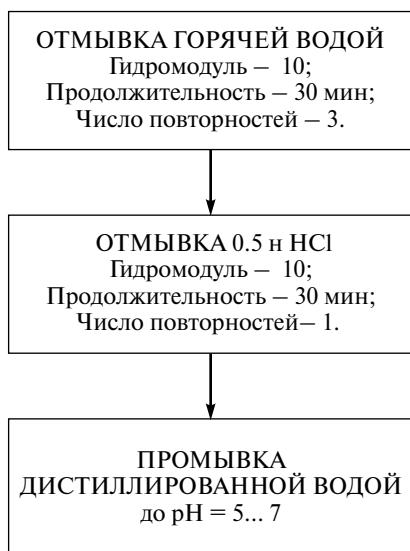 ОТМЫВКА ГОРЯЧЕЙ ВОДОЙ
Гидромодуль – 10;
Продолжительность – 30 мин;
Число повторностей – 3.
ОТМЫВКА 0.5 н HCl
Гидромодуль – 10;
Продолжительность – 30 мин;
Число повторностей– 1.
ПРОМЫВКА
ДИСТИЛЛИРОВАННОЙ ВОДОЙ
до pH = 5... 7